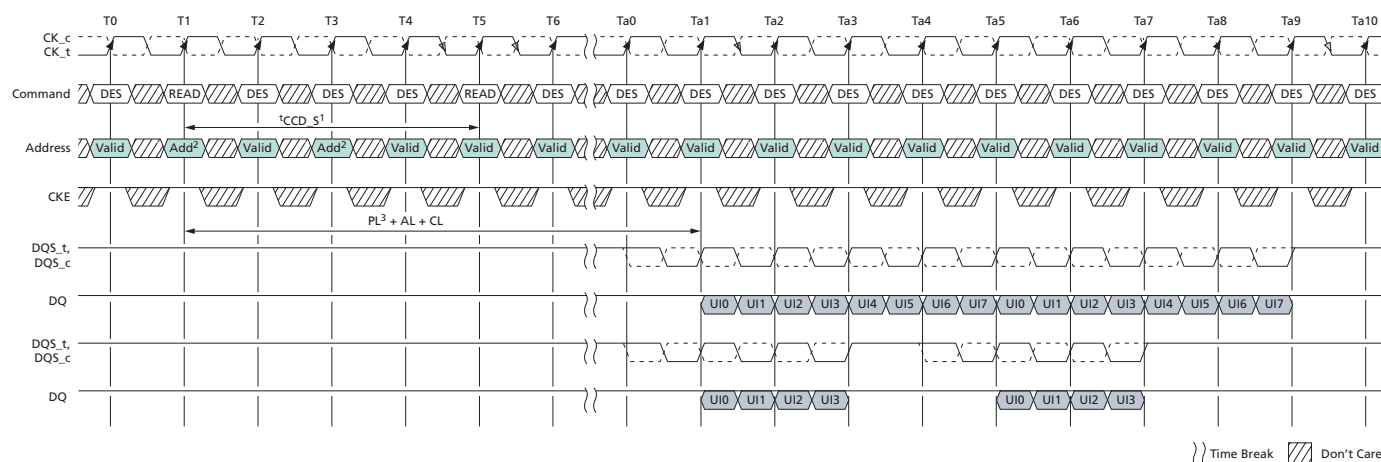 T0 T1 T2 T3 T4 T5 T6 Ta0 Ta1 Ta2 Ta3 Ta4 Ta5 Ta6 Ta7 Ta8 Ta9 Ta10
CK_c
CK_t
Command DES READ DES DES DES READ DES DES DES DES DES DES DES DES DES DES DES DES
tCCD_S1
Address Valid Add2 Valid Add2 Valid Valid Valid Valid Valid Valid Valid Valid Valid Valid Valid Valid Valid Valid
CKE
PL3 + AL + CL
DQS_t,
DQS_c
DQ UI0 UI1 UI2 UI3 UI4 UI5 UI6 UI7 UI0 UI1 UI2 UI3 UI4 UI5 UI6 UI7
DQS_t,
DQS_c
DQ UI0 UI1 UI2 UI3 UI0 UI1 UI2 UI3
Time Break Don't Care